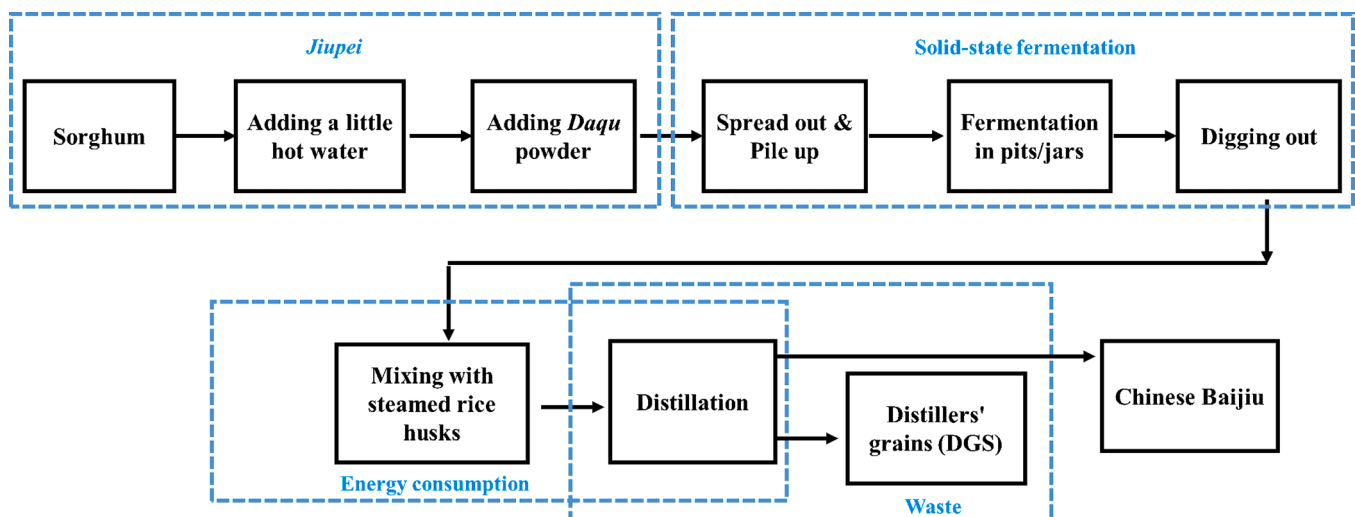 Jiupei
Solid-state fermentation
Sorghum
Adding a little
hot water
Adding Daqu
powder
Spread out &
Pile up
Fermentation
in pits/jars
Digging out
Mixing with
steamed rice
husks
Distillation
Distillers'
grains (DGS)
Chinese Baijiu
Energy consumption
Waste